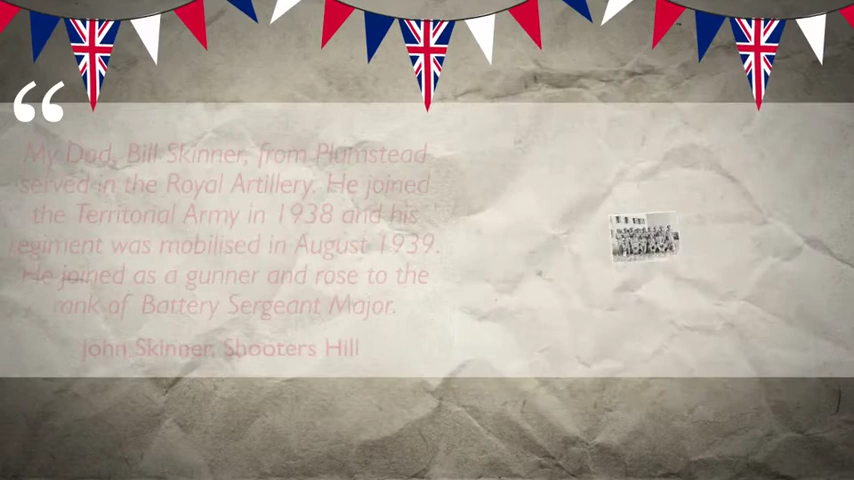 “
My Dad, Bill Skinner, from Plumstead
served in the Royal Artillery. He joined
the Territorial Army in 1938 and his
regiment was mobilised in August 1939.
He joined as a gunner and rose to the
rank of Battery Sergeant Major.
John Skinner, Shooters Hill